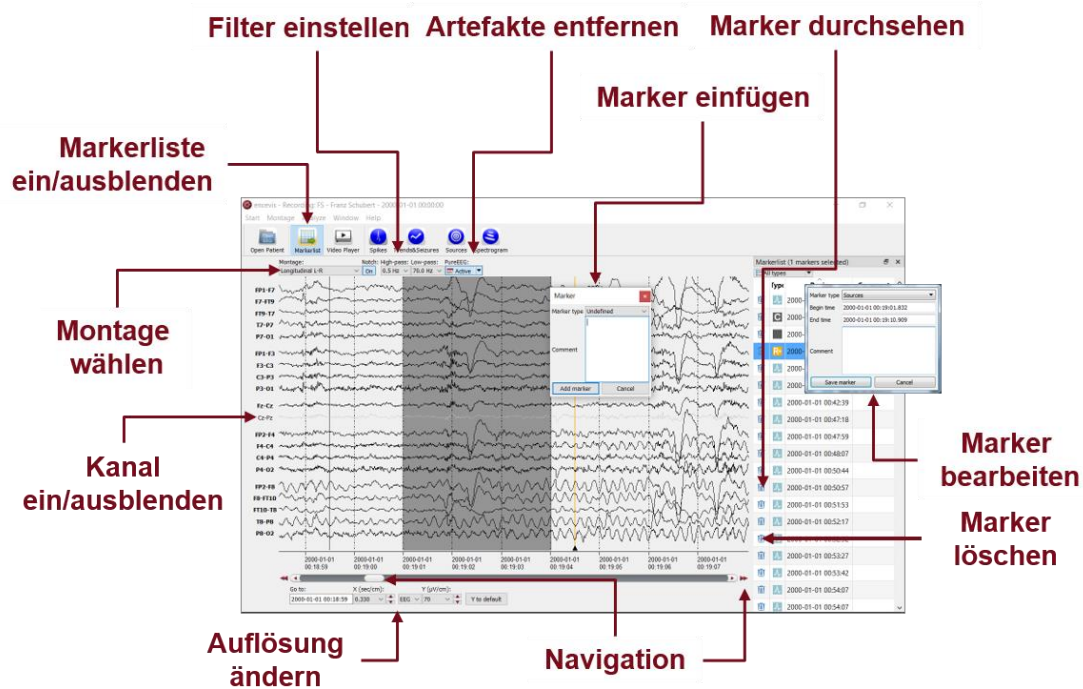 Filter einstellen
Artefakte entfernen
Marker durchsehen
Marker einfügen
Markerliste
ein/ausblenden
encevis - Recording: FS - Franz Schubert - 2000-01-01.00:00:00
Start Montage Analyze Window Help
Open Patient Markerlist Video Player Spikes Trends&Seizures Sources Spectrogram
Montage: Notch: High-pass: Low-pass: PureEEG:
Longitudinal L-R On 6.5 Hz 70.0 Hz Active
Markerlist (1 markers selected)
types
Type
Montage
wählen
FP1-F7
F7-FT9
FT9-T7
T7-P7
P7-O1
FP1-F3
F3-C3
C3-P3
P3-O1
Fz-Cz
Cz-Pz
FP2-F4
F4-C4
C4-P4
P4-O2
FP2-F8
F8-FT10
FT10-T8
T8-P8
P8-O2
Marker
Marker type Undefined
Comment
Add marker Cancel
Marker type Sources
Begin time 2000-01-01 00:19:01.832
End time 2000-01-01 00:19:10.909
Comment
Save marker Cancel
C
2000-01-01 00:42:39
2000-01-01 00:47:18
2000-01-01 00:47:59
2000-01-01 00:48:07
2000-01-01 00:50:44
2000-01-01 00:50:57
2000-01-01 00:51:53
2000-01-01 00:52:17
2000-01-01 00:53:27
2000-01-01 00:53:42
2000-01-01 00:54:07
2000-01-01 00:54:07
Kanal
ein/ausblenden
Marker
bearbeiten
Marker
löschen
2000-01-01 2000-01-01 2000-01-01 2000-01-01 2000-01-01 2000-01-01 2000-01-01 2000-01-01 2000-01-01
00:18:59 00:19:00 00:19:01 00:19:02 00:19:03 00:19:04 00:19:05 00:19:06 00:19:07
Go to: X (sec/cm): Y (µV/cm):
2000-01-01 00:18:59 0.330 EEG 70 Y to default
Auflösung
ändern
Navigation